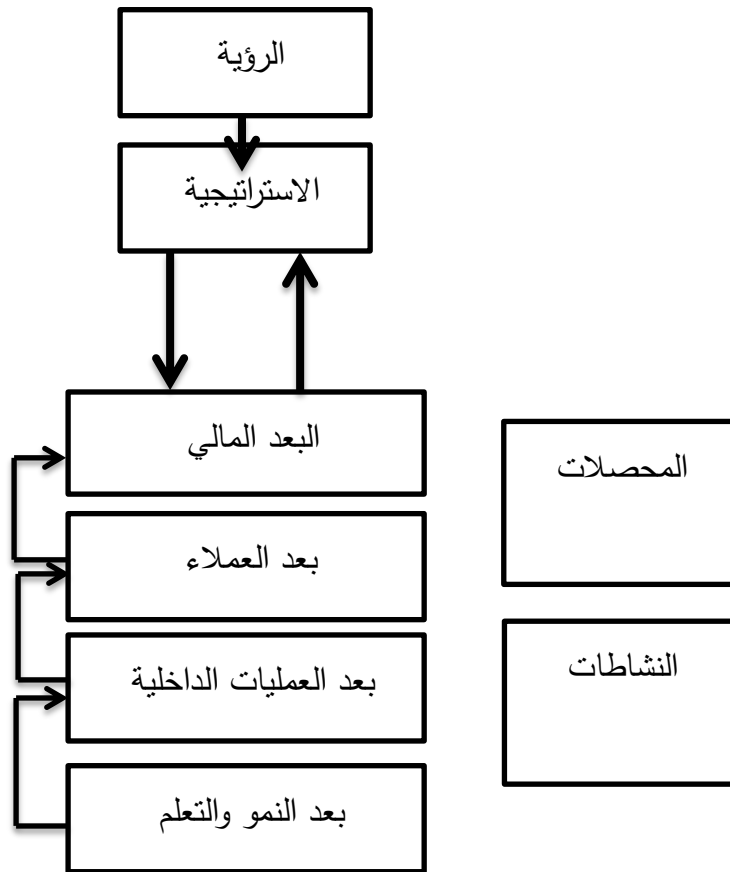 الرؤية
الاستراتيجية
البعد المالي
المحصلات
بعد العملاء
النشاطات
بعد العمليات الداخلية
بعد النمو والتعلم